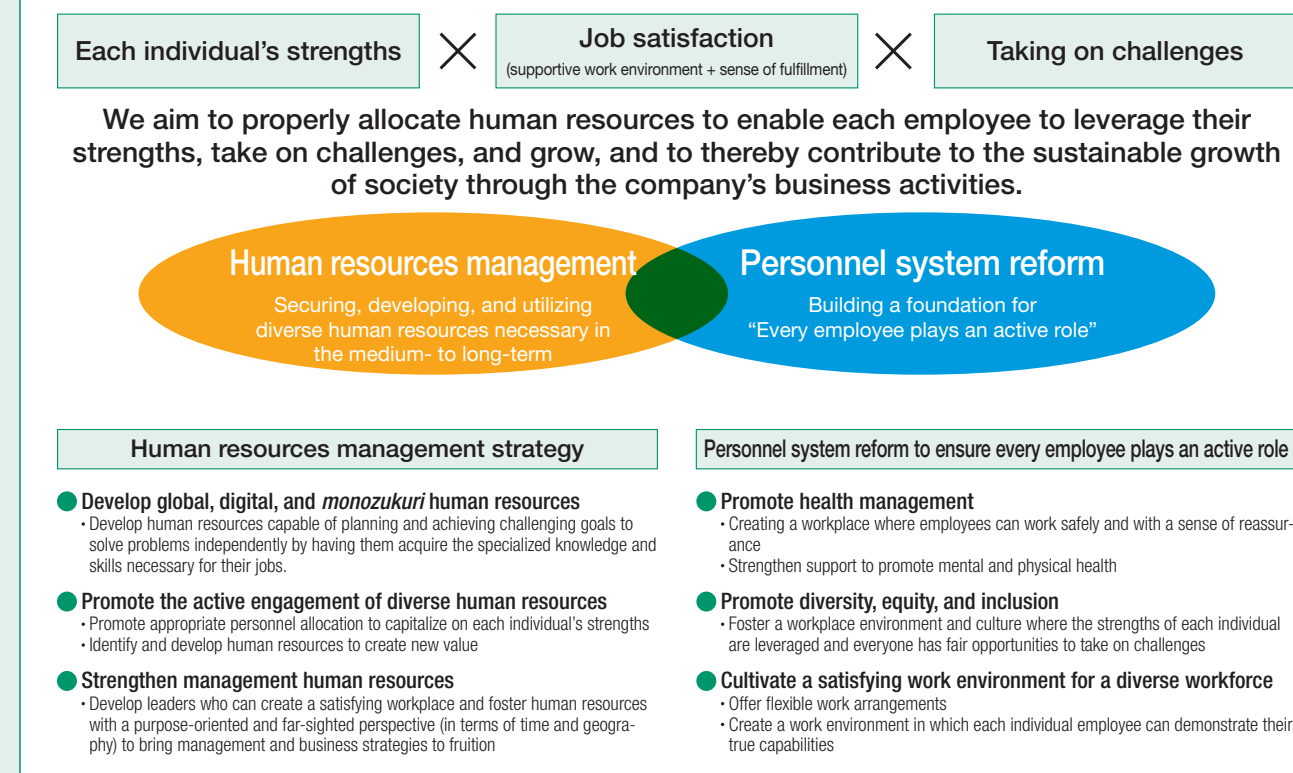 Each individual's strengths
×
Job satisfaction
(supportive work environment + sense of fulfillment)
×
Taking on challenges
We aim to properly allocate human resources to enable each employee to leverage their
strengths, take on challenges, and grow, and to thereby contribute to the sustainable growth
of society through the company's business activities.
Human resources management
Securing, developing, and utilizing
diverse human resources necessary in
the medium- to long-term
Personnel system reform
Building a foundation for
“Every employee plays an active role”
Human resources management strategy
● Develop global, digital, and monozukuri human resources
・Develop human resources capable of planning and achieving challenging goals to
solve problems independently by having them acquire the specialized knowledge and
skills necessary for their jobs.
● Promote the active engagement of diverse human resources
・Promote appropriate personnel allocation to capitalize on each individual's strengths
・Identify and develop human resources to create new value
● Strengthen management human resources
・Develop leaders who can create a satisfying workplace and foster human resources
with a purpose-oriented and far-sighted perspective (in terms of time and geogra-
phy) to bring management and business strategies to fruition
Personnel system reform to ensure every employee plays an active role
● Promote health management
・Creating a workplace where employees can work safely and with a sense of reassur-
ance
・Strengthen support to promote mental and physical health
● Promote diversity, equity, and inclusion
・Foster a workplace environment and culture where the strengths of each individual
are leveraged and everyone has fair opportunities to take on challenges
● Cultivate a satisfying work environment for a diverse workforce
・Offer flexible work arrangements
・Create a work environment in which each individual employee can demonstrate their
true capabilities